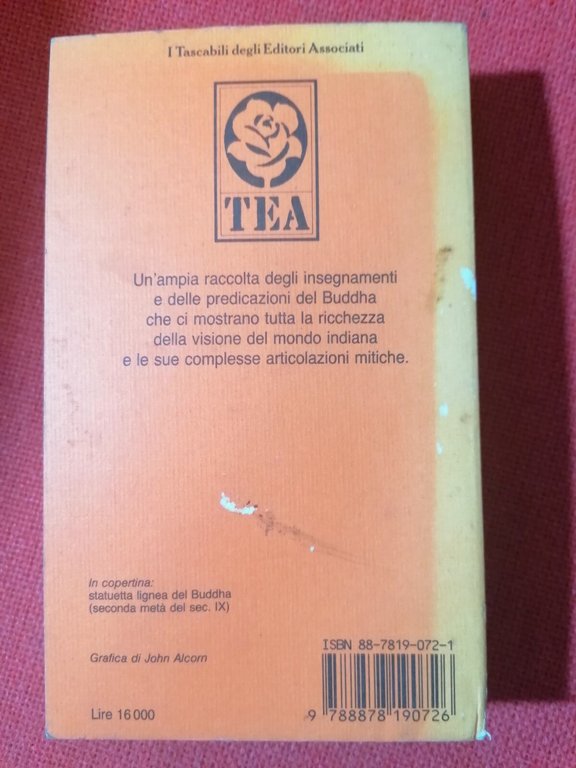 I Tascabili degli Editori Associati
TEA
Un'ampia raccolta degli insegnamenti
e delle predicazioni del Buddha
che ci mostrano tutta la ricchezza
della visione del mondo indiana
e le sue complesse articolazioni mitiche.
In copertina:
statuetta lignea del Buddha
(seconda metà del sec. IX)
Grafica di John Alcorn
Lire 16 000
ISBN 88-7819-072-1
9 788878 190726